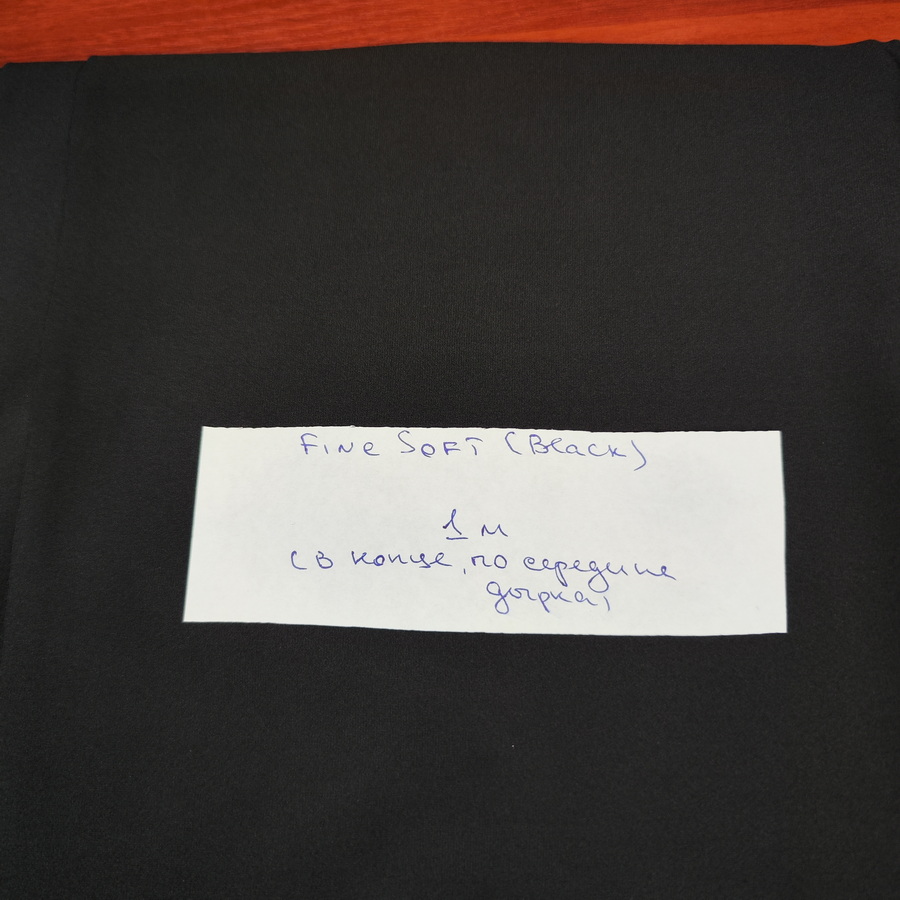 Fine Soft (Black)
1 м
(в конце, по середине
дырка)